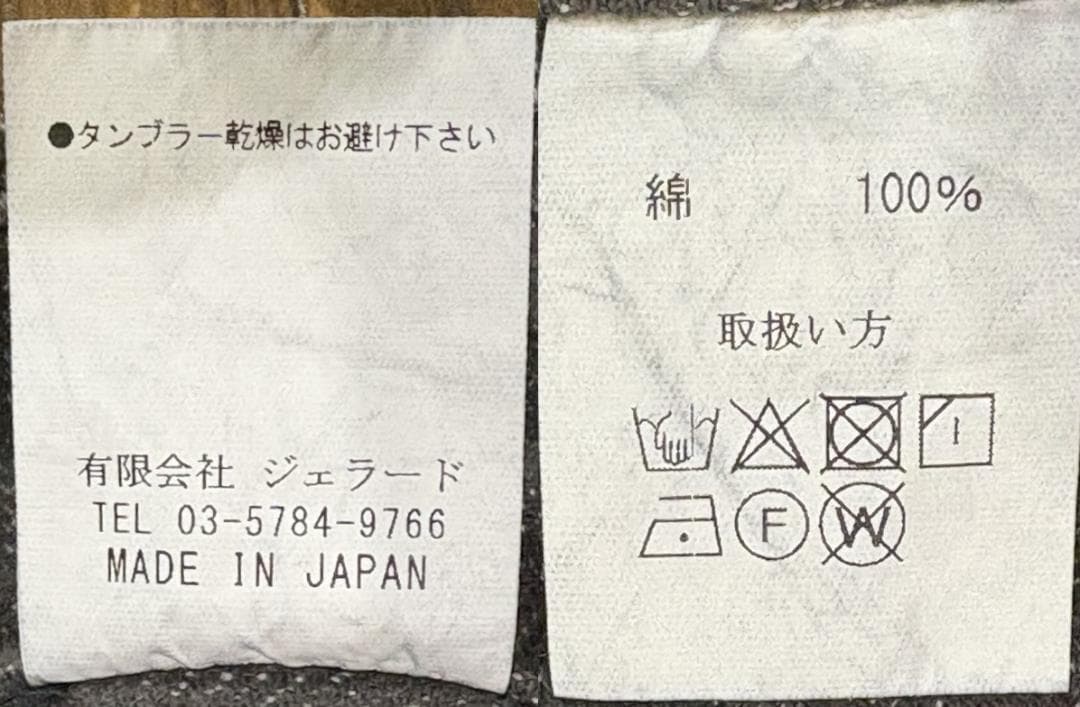 ●タンブラー乾燥はお避け下さい
有限会社 ジェラード
TEL 03-5784-9766
MADE IN JAPAN
綿 100%
取扱い方
F
W